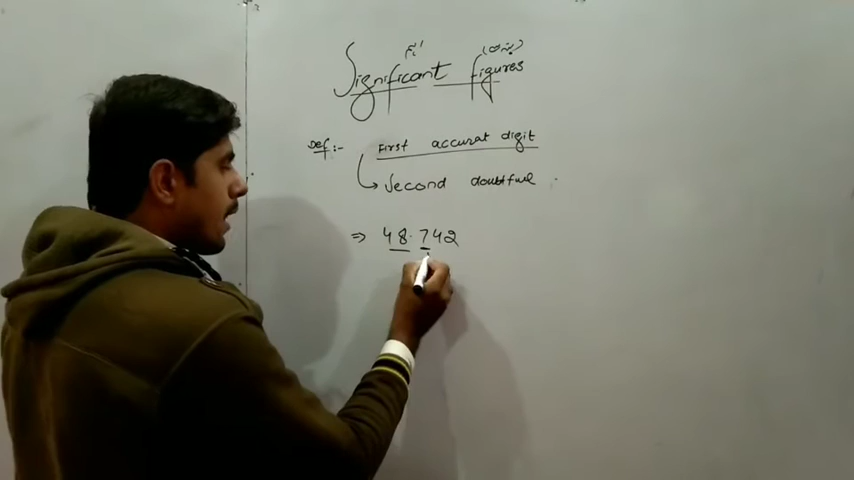 Significant figures
Def :- First accurat digit
→ Second doubtful .
⇒ 48.742